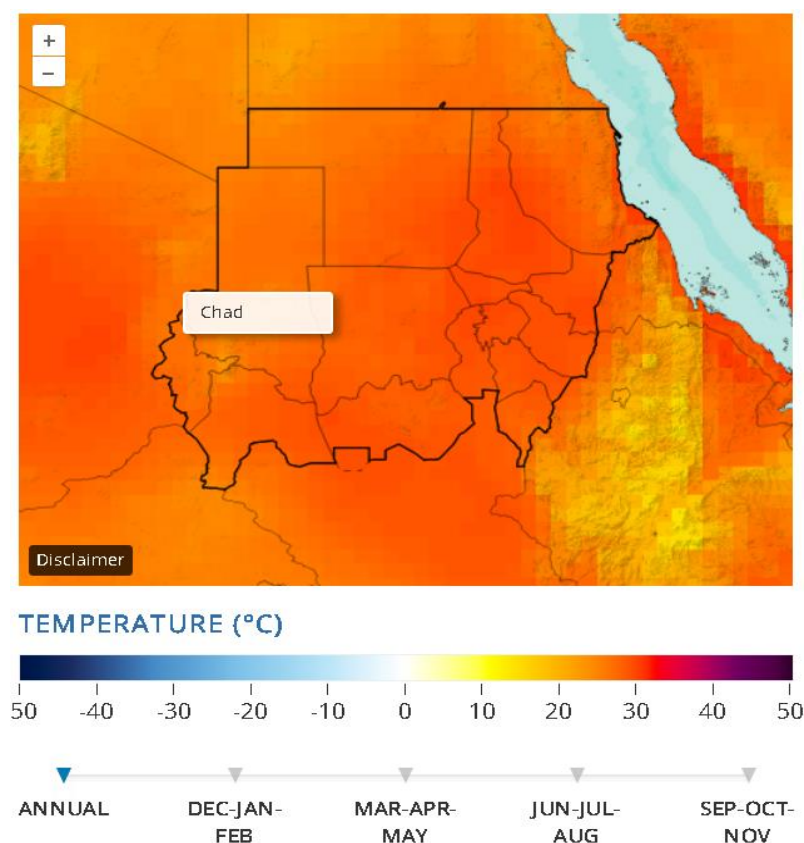 +
−
Chad
Disclaimer
TEMPERATURE (°C)
50 -40 -30 -20 -10 0 10 20 30 40 50
ANNUAL DEC-JAN- MAR-APR- JUN-JUL- SEP-OCT-
FEB MAY AUG NOV